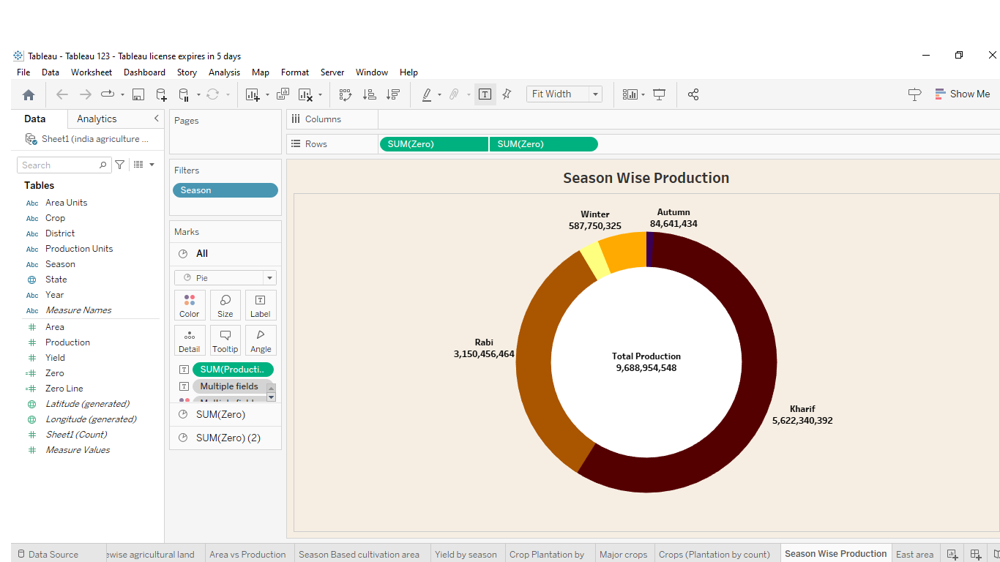 Tableau - Tableau 123 - Tableau license expires in 5 days
File Data Worksheet Dashboard Story Analysis Map Format Server Window Help
Fit Width
Show Me
Data Analytics
Sheet1 (india agriculture ...
Search
Tables
Abc Area Units
Abc Crop
Abc District
Abc Production Units
Abc Season
State
Abc Year
Abc Measure Names
Area
Production
Yield
Zero
Zero Line
Latitude (generated)
Longitude (generated)
Sheet1 (Count)
Measure Values
Pages
Filters
Season
Marks
All
Pie
Color Size Label
Detail Tooltip Angle
SUM(Producti..
Multiple fields
SUM(Zero)
SUM(Zero) (2)
Columns
Rows SUM(Zero) SUM(Zero)
Season Wise Production
Winter
587,750,325
Autumn
84,641,434
Rabi
3,150,456,464
Total Production
9,688,954,548
Kharif
5,622,340,392
Data Source ewise agricultural land Area vs Production Season Based cultivation area Yield by season Crop Plantation by Major crops Crops (Plantation by count) Season Wise Production East area